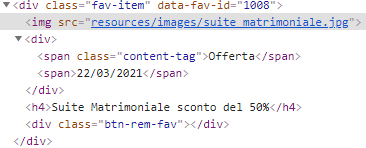 ▼<div class="fav-item" data-fav-id="1008">
<img src="resources/images/suite matrimoniale.jpg">
▼<div>
<span class="content-tag">Offerta</span>
<span>22/03/2021</span>
</div>
<h4>Suite Matrimoniale sconto del 50%</h4>
<div class="btn-rem-fav"></div>
</div>